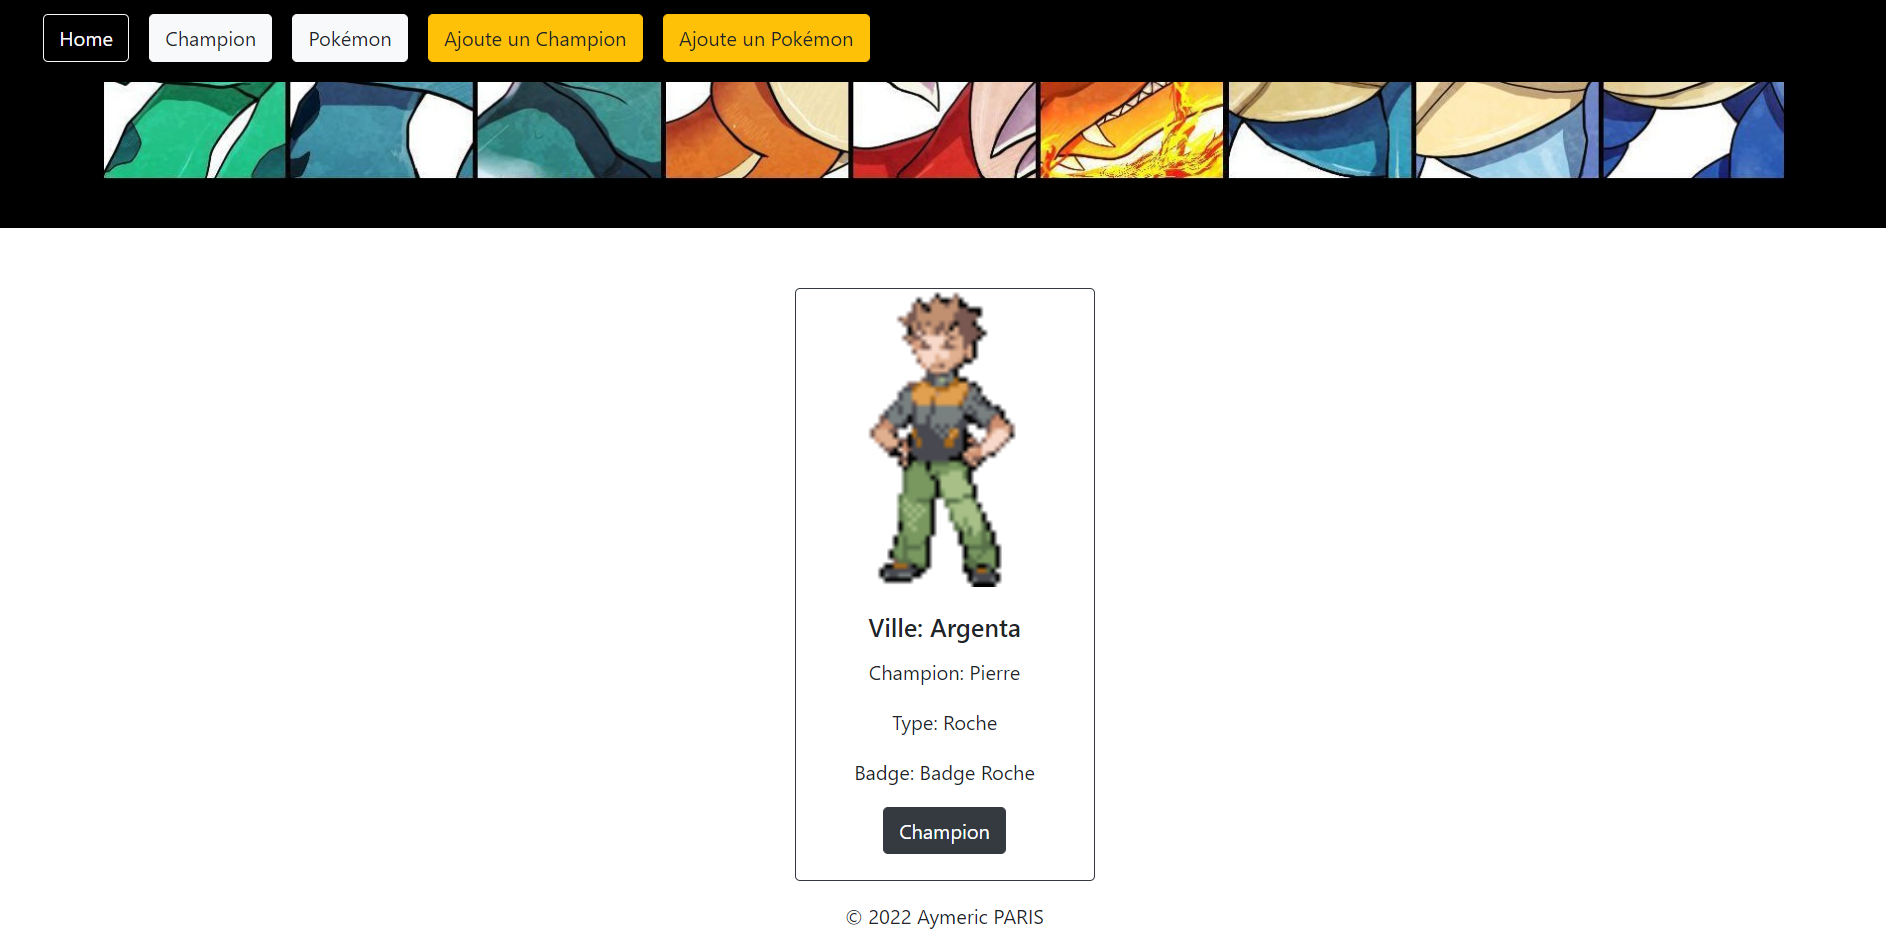 Home Champion Pokémon Ajoute un Champion Ajoute un Pokémon
Ville: Argenta
Champion: Pierre
Type: Roche
Badge: Badge Roche
Champion
© 2022 Aymeric PARIS